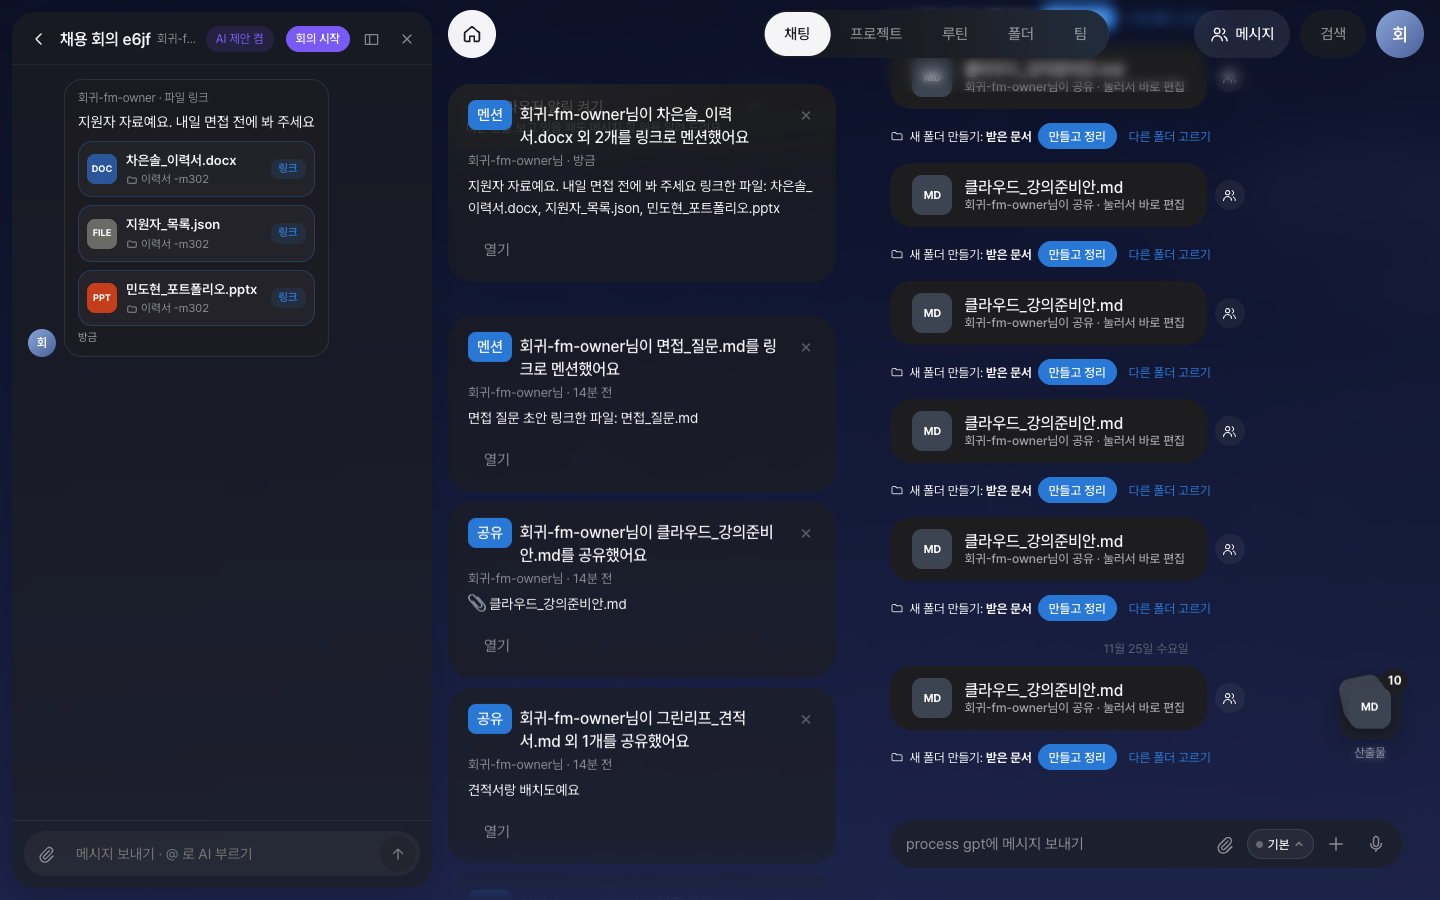 채용 회의 e6jf 회귀-f... AI 제안 켬 회의 시작
회귀-fm-owner · 파일 링크
지원자 자료예요. 내일 면접 전에 봐 주세요
DOC 차은솔_이력서.docx 링크
이력서 -m302
FILE 지원자_목록.json 링크
이력서 -m302
PPT 민도현_포트폴리오.pptx 링크
이력서 -m302
방금
회
메시지 보내기 · @ 로 AI 부르기
채팅 프로젝트 루틴 폴더 팀
메시지 검색 회
멘션 회귀-fm-owner님이 차은솔_이력
서.docx 외 2개를 링크로 멘션했어요
회귀-fm-owner님 · 방금
지원자 자료예요. 내일 면접 전에 봐 주세요 링크한 파일: 차은솔_
이력서.docx, 지원자_목록.json, 민도현_포트폴리오.pptx
열기
멘션 회귀-fm-owner님이 면접_질문.md를 링
크로 멘션했어요
회귀-fm-owner님 · 14분 전
면접 질문 초안 링크한 파일: 면접_질문.md
열기
공유 회귀-fm-owner님이 클라우드_강의준비
안.md를 공유했어요
회귀-fm-owner님 · 14분 전
클라우드_강의준비안.md
열기
공유 회귀-fm-owner님이 그린리프_견적
서.md 외 1개를 공유했어요
회귀-fm-owner님 · 14분 전
견적서랑 배치도예요
열기
MD
회귀-fm-owner님이 공유 · 눌러서 바로 편집
새 폴더 만들기: 받은 문서 만들고 정리 다른 폴더 고르기
MD 클라우드_강의준비안.md
회귀-fm-owner님이 공유 · 눌러서 바로 편집
새 폴더 만들기: 받은 문서 만들고 정리 다른 폴더 고르기
MD 클라우드_강의준비안.md
회귀-fm-owner님이 공유 · 눌러서 바로 편집
새 폴더 만들기: 받은 문서 만들고 정리 다른 폴더 고르기
MD 클라우드_강의준비안.md
회귀-fm-owner님이 공유 · 눌러서 바로 편집
새 폴더 만들기: 받은 문서 만들고 정리 다른 폴더 고르기
MD 클라우드_강의준비안.md
회귀-fm-owner님이 공유 · 눌러서 바로 편집
새 폴더 만들기: 받은 문서 만들고 정리 다른 폴더 고르기
11월 25일 수요일
MD 클라우드_강의준비안.md
회귀-fm-owner님이 공유 · 눌러서 바로 편집
새 폴더 만들기: 받은 문서 만들고 정리 다른 폴더 고르기
10
MD
산출물
process gpt에 메시지 보내기 기본